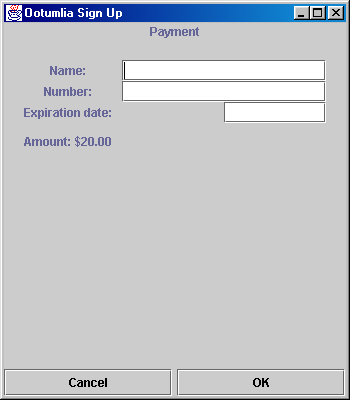 Ootumlia Sign Up
Payment
Name:
Number:
Expiration date:
Amount: $20.00
Cancel OK